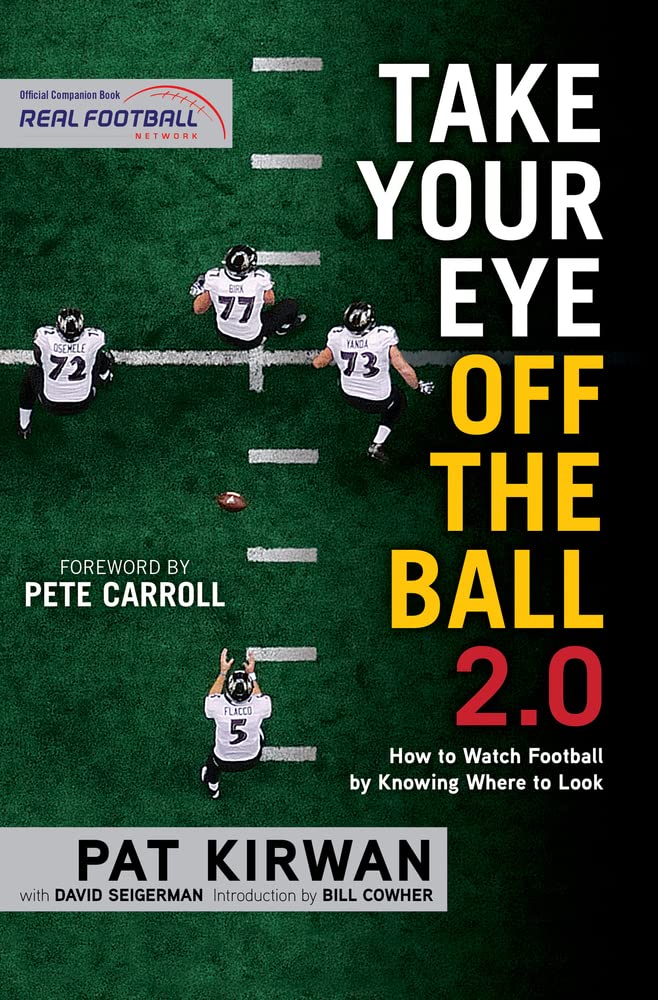 Official Companion Book
REAL FOOTBALL
NETWORK
TAKE
YOUR
EYE
OFF
THE
BALL
2.0
How to Watch Football
by Knowing Where to Look
BIRK
77
OSEMELE
72
YANDA
73
FOREWORD BY
PETE CARROLL
FLACCO
5
PAT KIRWAN
with DAVID SEIGERMAN Introduction by BILL COWHER